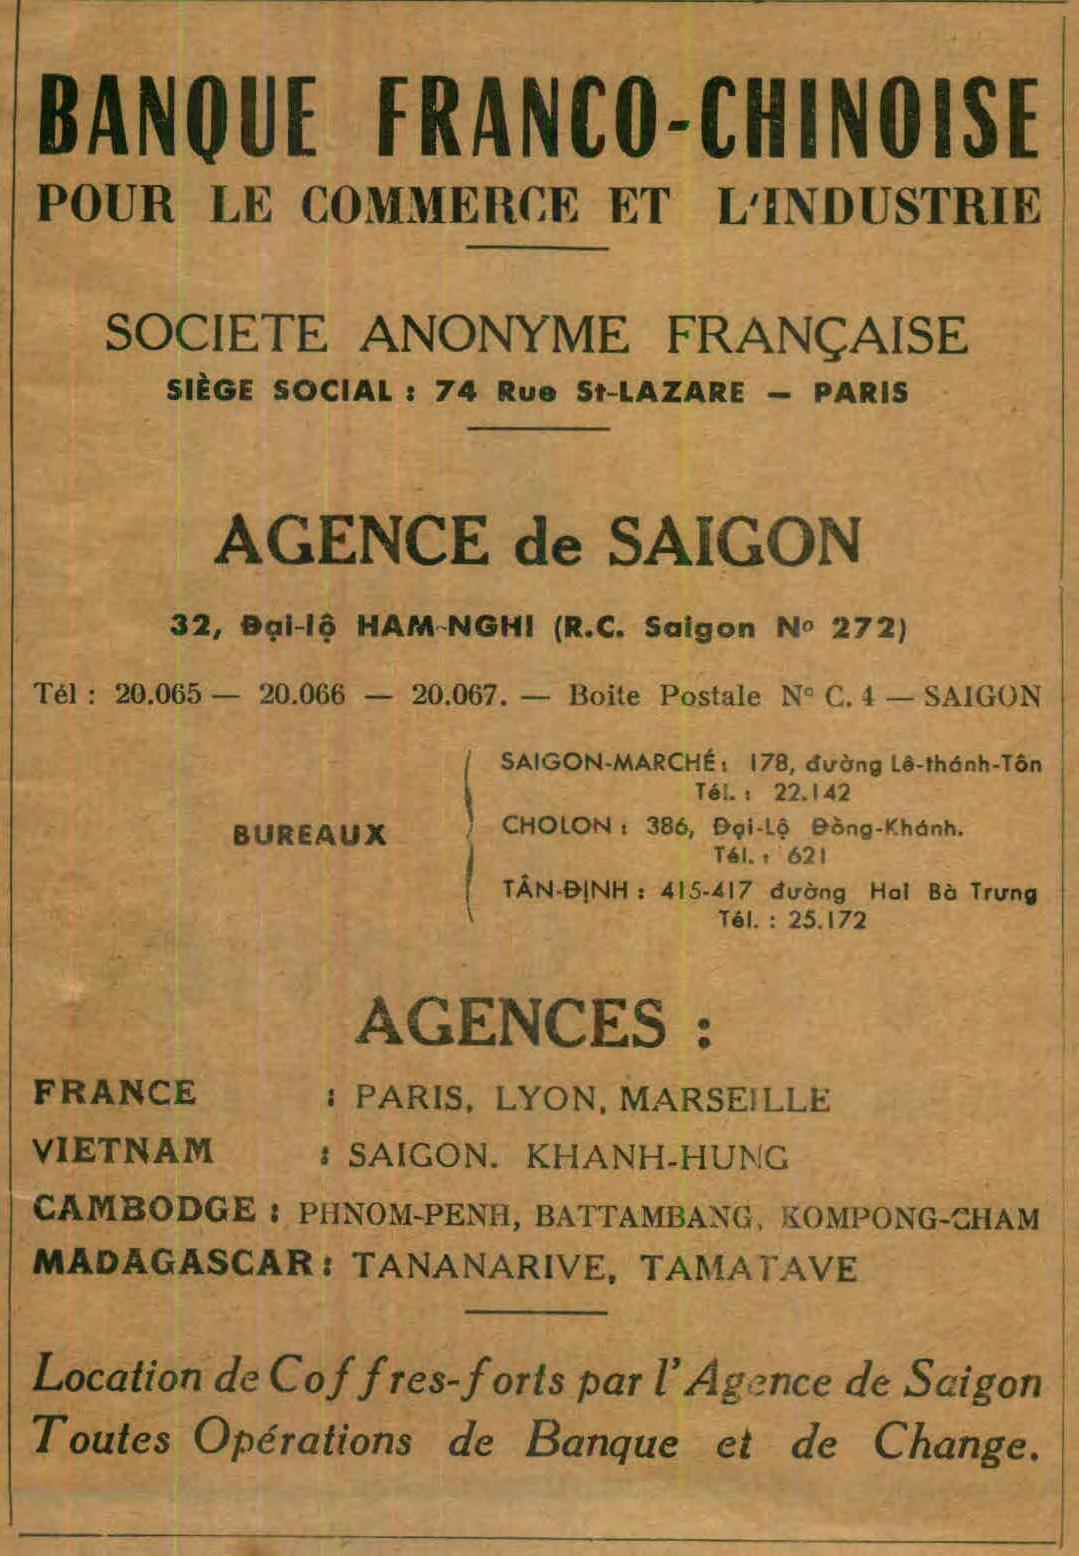 BANQUE FRANCO-CHINOISE
POUR LE COMMERCE ET L'INDUSTRIE
SOCIETE ANONYME FRANÇAISE
SIÈGE SOCIAL : 74 Rue St-LAZARE — PARIS
AGENCE de SAIGON
32, Đại-lộ HAM-NGHI (R.C. Saigon Nº 272)
Tél : 20.065 — 20.066 — 20.067. — Boite Postale Nº C. 4 — SAIGON
BUREAUX
SAIGON-MARCHÉ : 178, đường Lê-thánh-Tôn
Tél. : 22.142
CHOLON : 386, Đại-Lộ Đồng-Khánh.
Tél. : 621
TÂN-ĐỊNH : 415-417 đường Hai Bà Trưng
Tél. : 25.172
AGENCES :
FRANCE : PARIS, LYON, MARSEILLE
VIETNAM : SAIGON. KHANH-HUNG
CAMBODGE : PHNOM-PENH, BATTAMBANG, KOMPONG-CHAM
MADAGASCAR : TANANARIVE, TAMATAVE
Location de Coffres-forts par l'Agence de Saigon
Toutes Opérations de Banque et de Change.